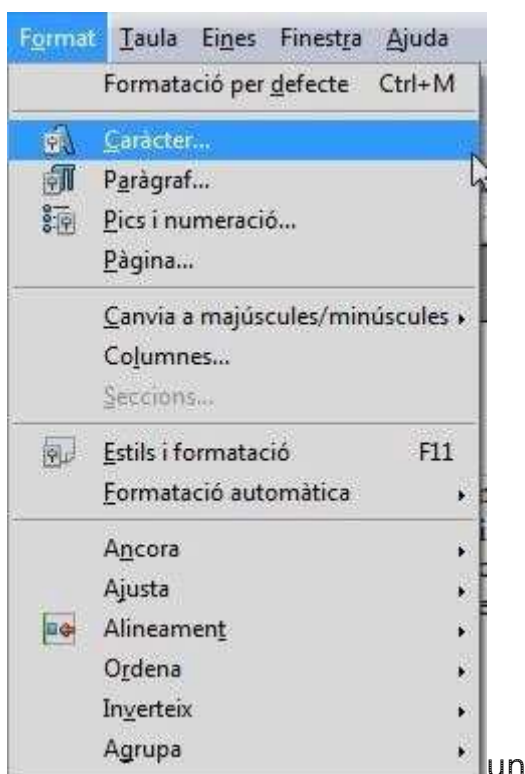 Format Taula Eines Finestra Ajuda
Formatació per defecte Ctrl+M
Caràcter...
Paràgraf...
Pics i numeració...
Pàgina...
Canvia a majúscules/minúscules
Columnes...
Seccions...
Estils i formatació F11
Formatació automàtica
Ancora
Ajusta
Alineament
Ordena
Inverteix
Agrupa
un